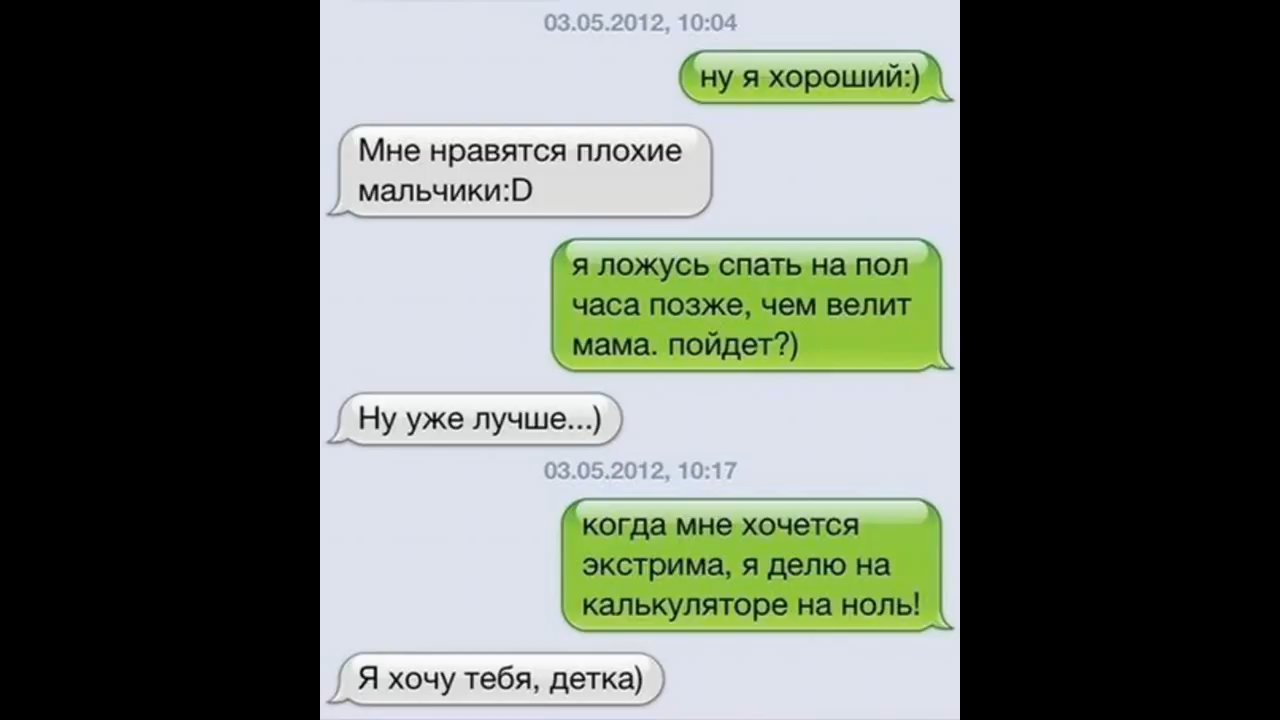 03.05.2012, 10:04
ну я хороший:)
Мне нравятся плохие
мальчики:D
я ложусь спать на пол
часа позже, чем велит
мама. пойдет?)
Ну уже лучше...)
03.05.2012, 10:17
когда мне хочется
экстрима, я делю на
калькуляторе на ноль!
Я хочу тебя, детка)